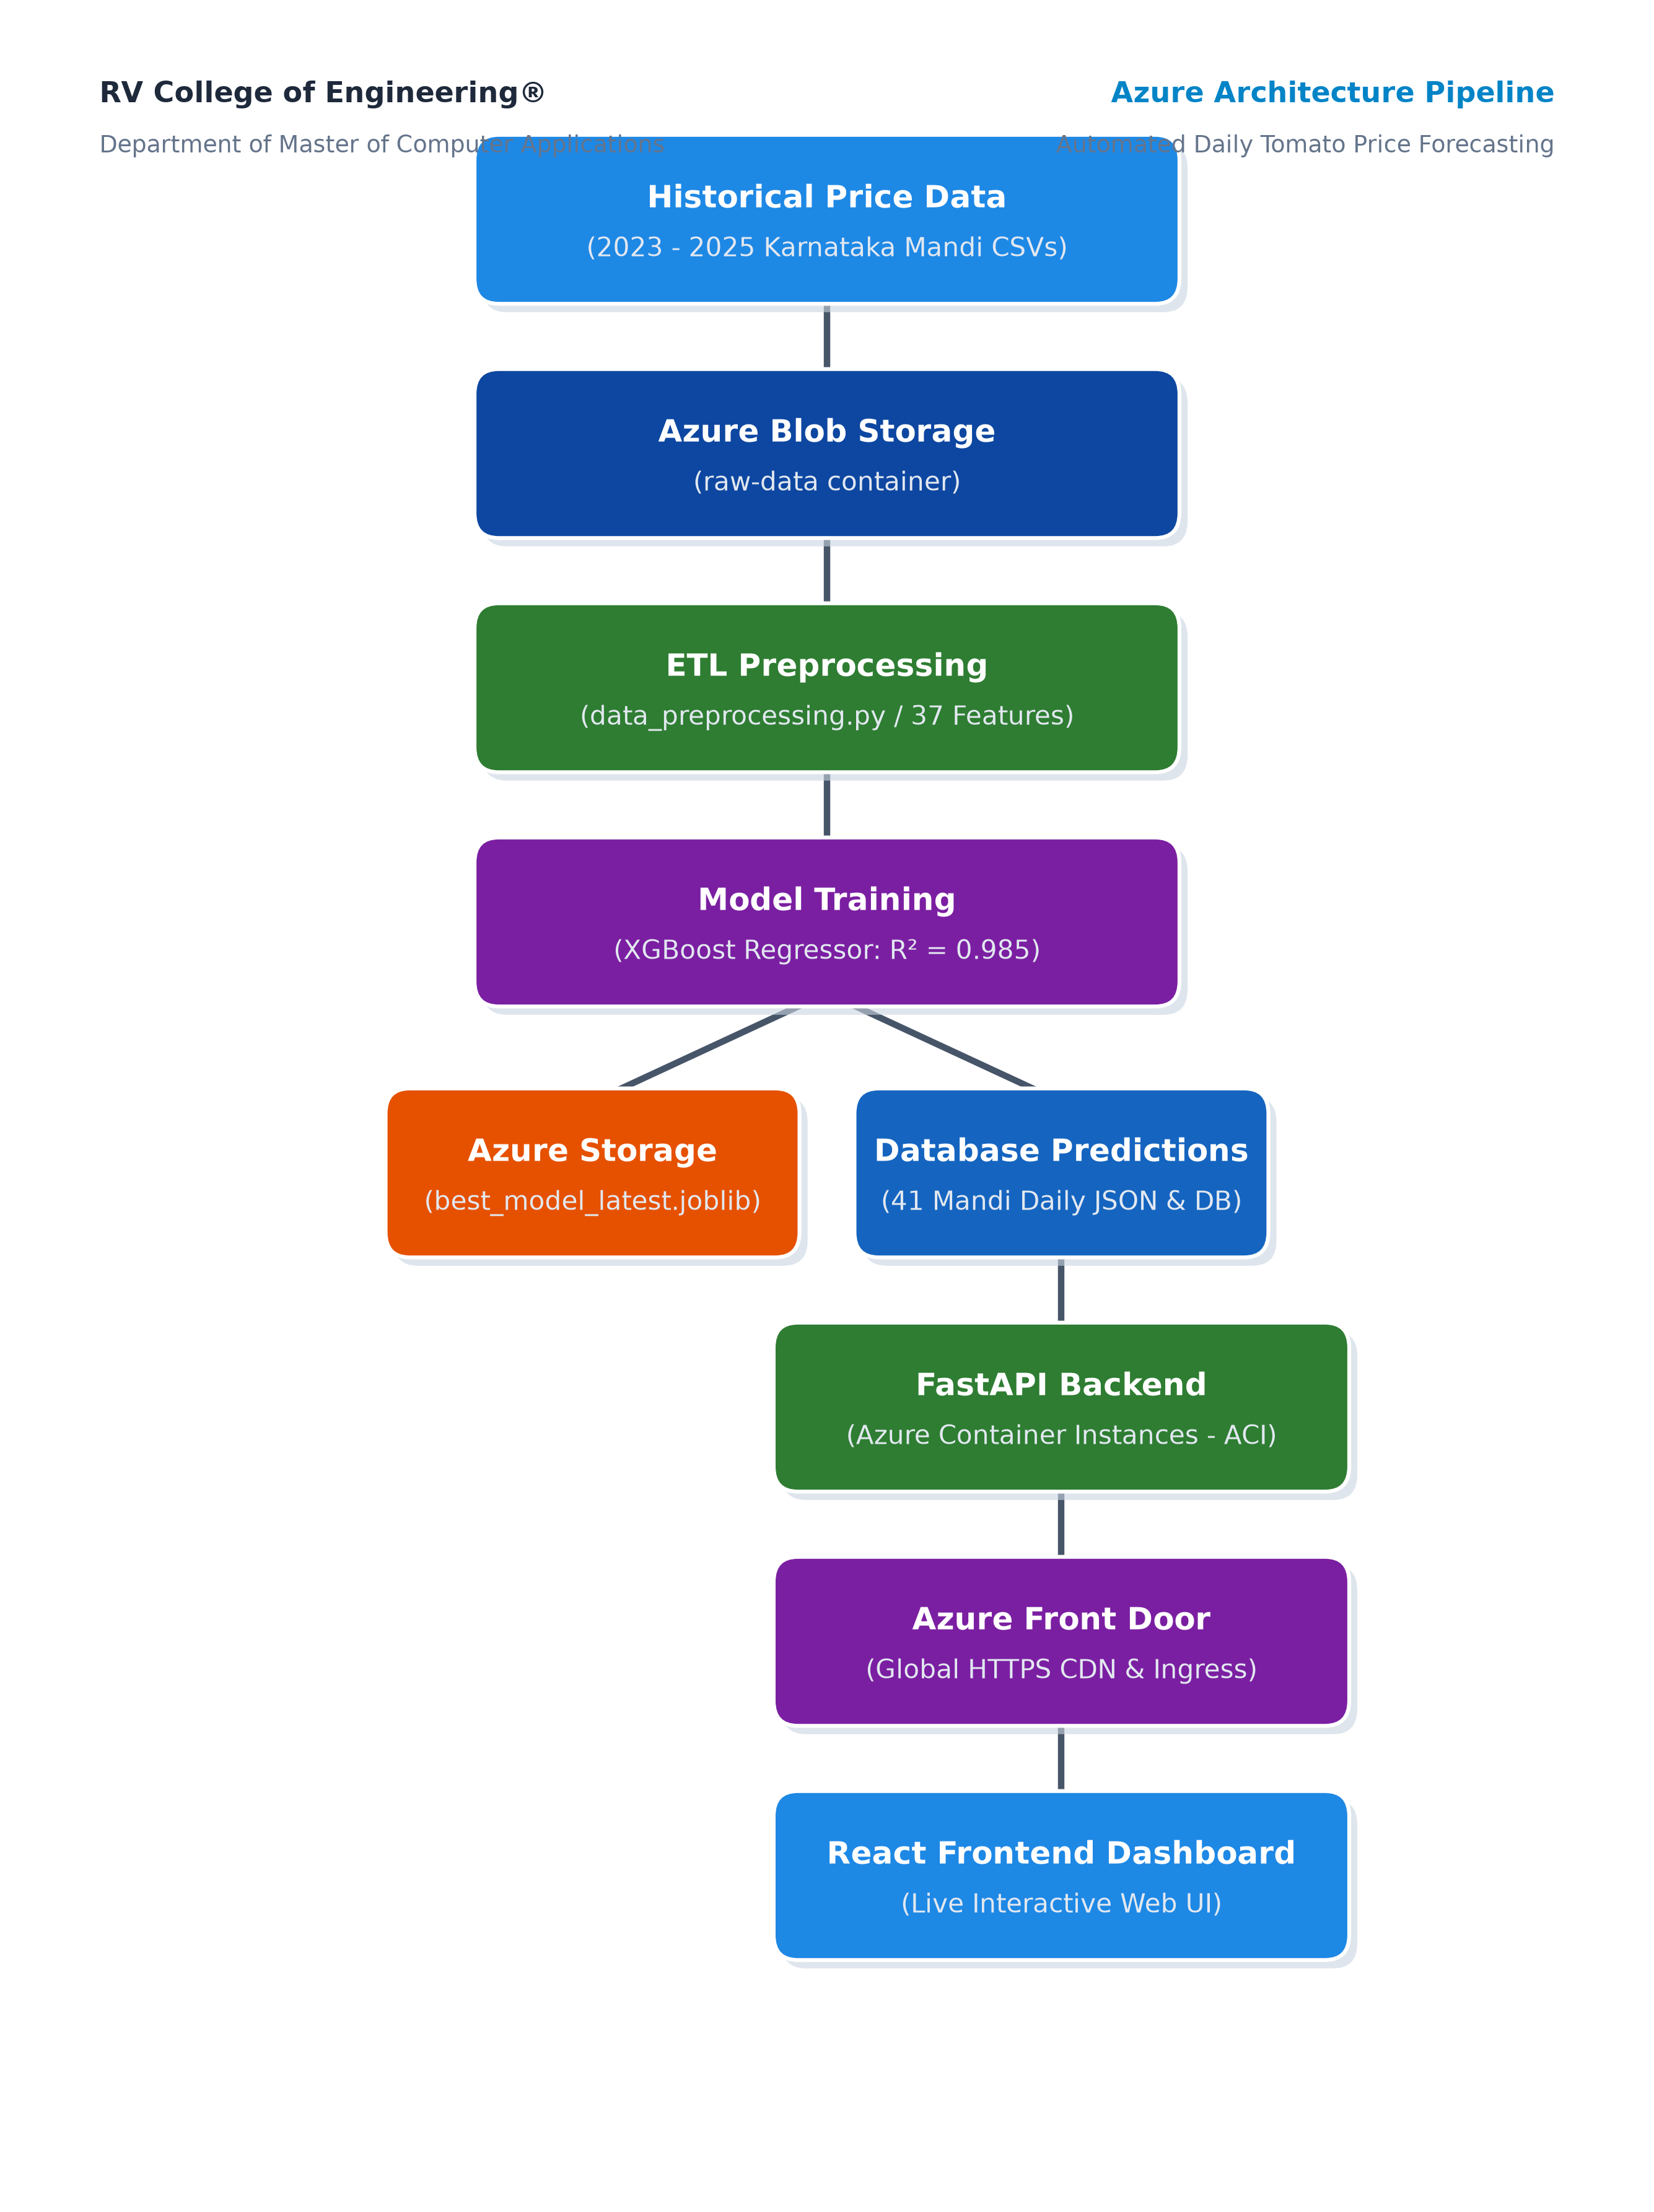 RV College of Engineering®
Azure Architecture Pipeline
Department of Master of Computer Applications
Automated Daily Tomato Price Forecasting
Historical Price Data
(2023 - 2025 Karnataka Mandi CSVs)
Azure Blob Storage
(raw-data container)
ETL Preprocessing
(data_preprocessing.py / 37 Features)
Model Training
(XGBoost Regressor: R² = 0.985)
Azure Storage
(best_model_latest.joblib)
Database Predictions
(41 Mandi Daily JSON & DB)
FastAPI Backend
(Azure Container Instances - ACI)
Azure Front Door
(Global HTTPS CDN & Ingress)
React Frontend Dashboard
(Live Interactive Web UI)